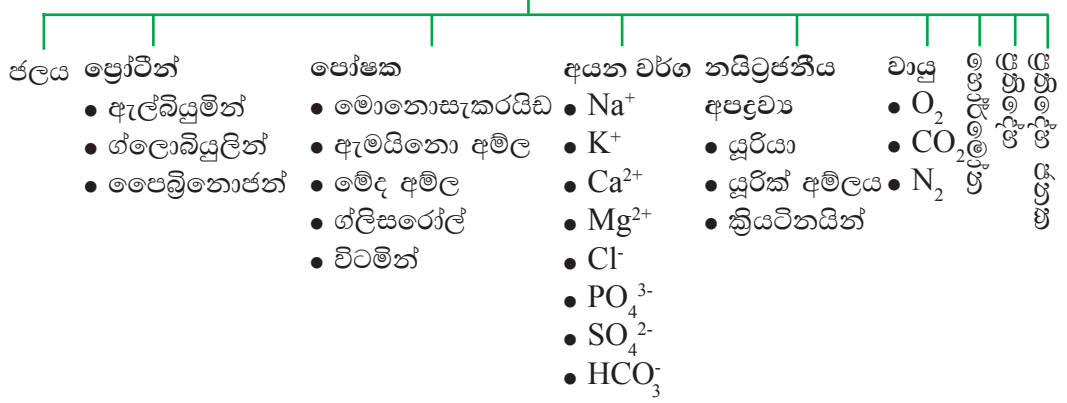 ජලය
ප්‍රෝටීන්
● ඇල්බියුමින්
● ග්ලොබියුලින්
● පෛබ්‍රිනොජන්
පෝෂක
● මොනොසැකරයිඩ
● ඇමයිනො අම්ල
● මේද අම්ල
● ග්ලිසරෝල්
● විටමින්
අයන වර්ග
● Na⁺
● K⁺
● Ca²⁺
● Mg²⁺
● Cl⁻
● PO₄³⁻
● SO₄²⁻
● HCO₃⁻
නයිට්‍රජනීය
අපද්‍රව්‍ය
● යූරියා
● යූරික් අම්ලය
● ක්‍රියටිනයින්
වායු
● O₂
● CO₂
● N₂